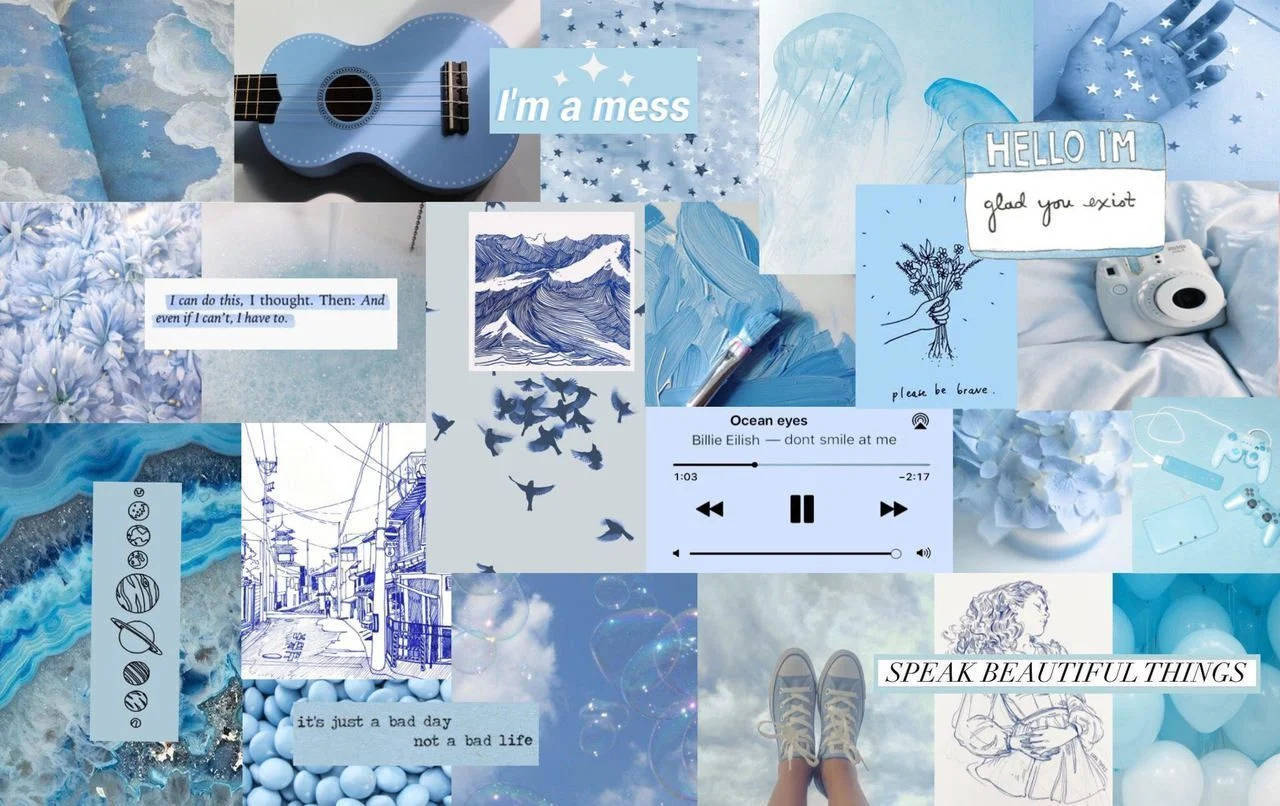 I'm a mess
HELLO I'M
glad you exist
I can do this, I thought. Then: And
even if I can't, I have to.
please be brave.
Ocean eyes
Billie Eilish — dont smile at me
1:03
−2:17
SPEAK BEAUTIFUL THINGS
it's just a bad day
not a bad life